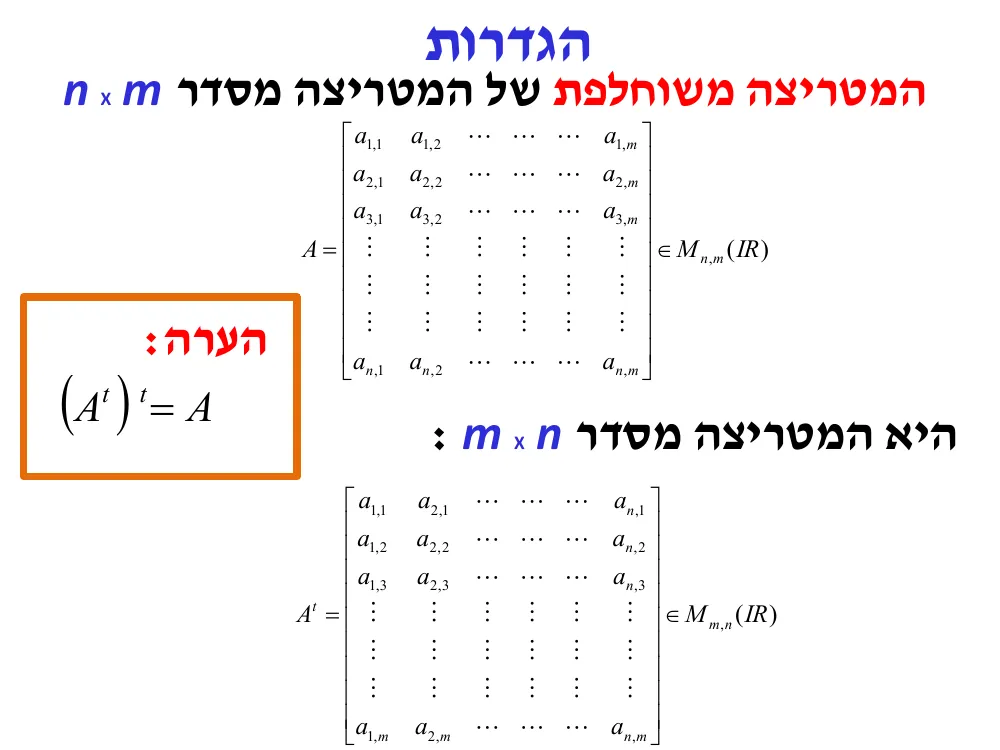 הגדרות
המטריצה משוחלפת של המטריצה מסדר n x m
a1,1 a1,2 ⋯ ⋯ ⋯ a1,m
a2,1 a2,2 ⋯ ⋯ ⋯ a2,m
a3,1 a3,2 ⋯ ⋯ ⋯ a3,m
A = ⋮ ⋮ ⋮ ⋮ ⋮ ⋮ ∈ M n,m (IR)
⋮ ⋮ ⋮ ⋮ ⋮ ⋮
⋮ ⋮ ⋮ ⋮ ⋮ ⋮
an,1 an,2 ⋯ ⋯ ⋯ an,m
הערה:
(A^t)^t = A
היא המטריצה מסדר m x n :
a1,1 a2,1 ⋯ ⋯ ⋯ an,1
a1,2 a2,2 ⋯ ⋯ ⋯ an,2
a1,3 a2,3 ⋯ ⋯ ⋯ an,3
A^t = ⋮ ⋮ ⋮ ⋮ ⋮ ⋮ ∈ M m,n (IR)
⋮ ⋮ ⋮ ⋮ ⋮ ⋮
⋮ ⋮ ⋮ ⋮ ⋮ ⋮
a1,m a2,m ⋯ ⋯ ⋯ an,m